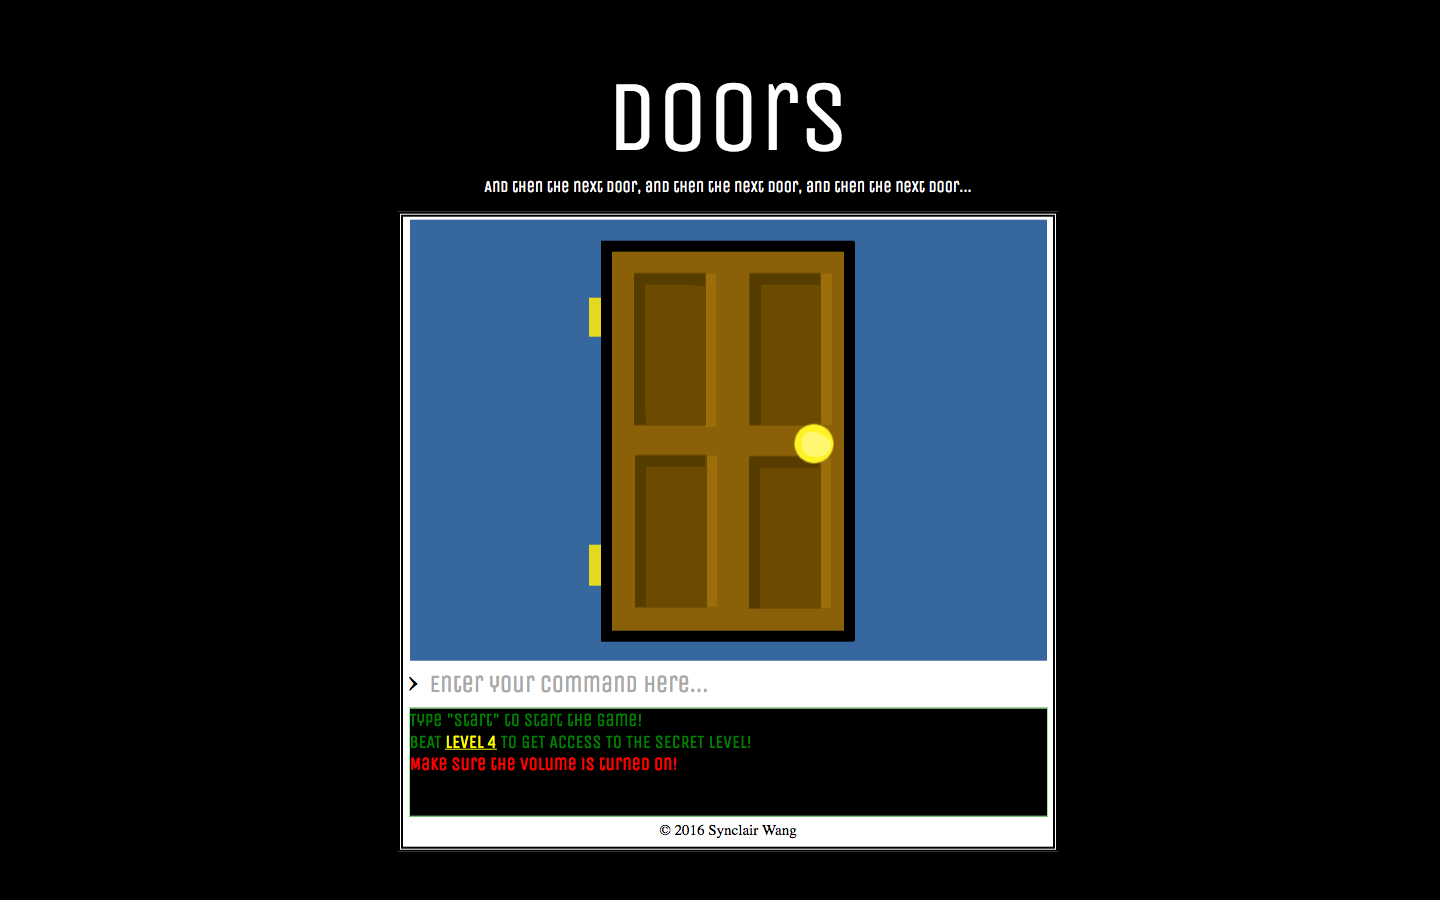 Doors
And then the next door, and then the next door, and then the next door...
> Enter your command here...
Type "start" to start the game!
BEAT LEVEL 4 TO GET ACCESS TO THE SECRET LEVEL!
Make sure the volume is turned on!
© 2016 Synclair Wang